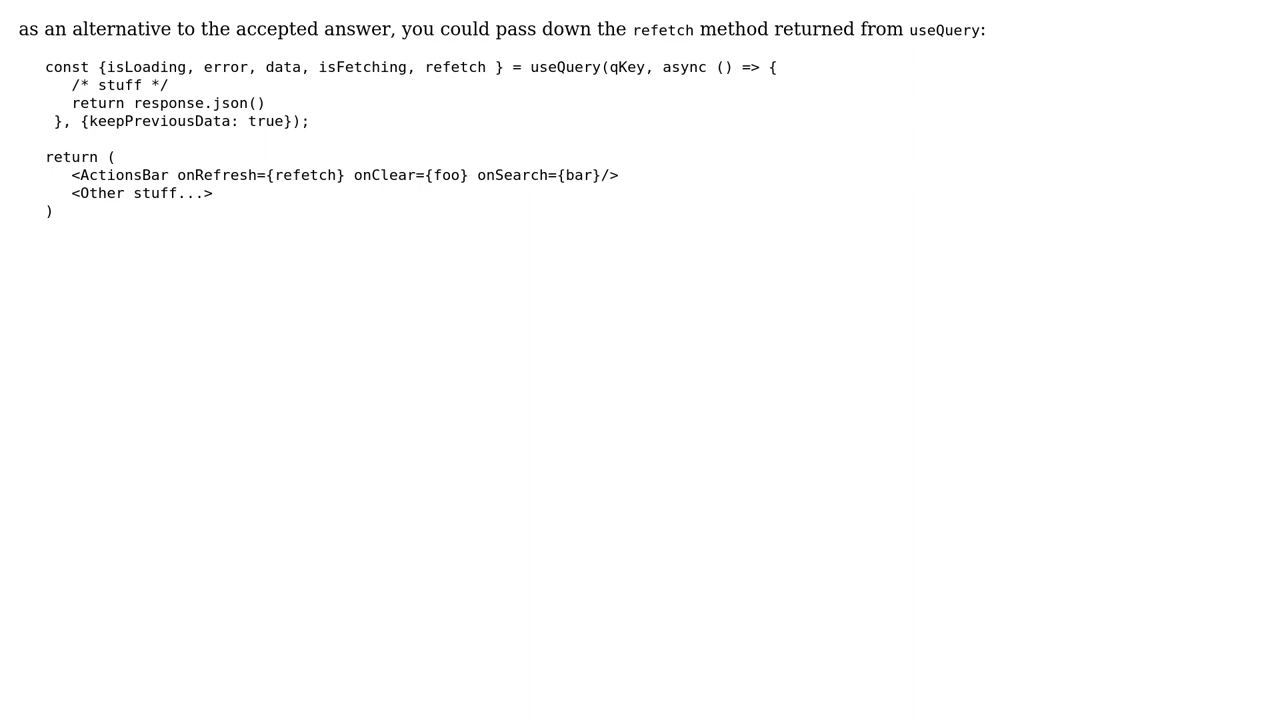 as an alternative to the accepted answer, you could pass down the refetch method returned from useQuery:
const {isLoading, error, data, isFetching, refetch } = useQuery(qKey, async () => {
   /* stuff */
   return response.json()
 }, {keepPreviousData: true});

return (
   <ActionsBar onRefresh={refetch} onClear={foo} onSearch={bar}/>
   <Other stuff...>
)